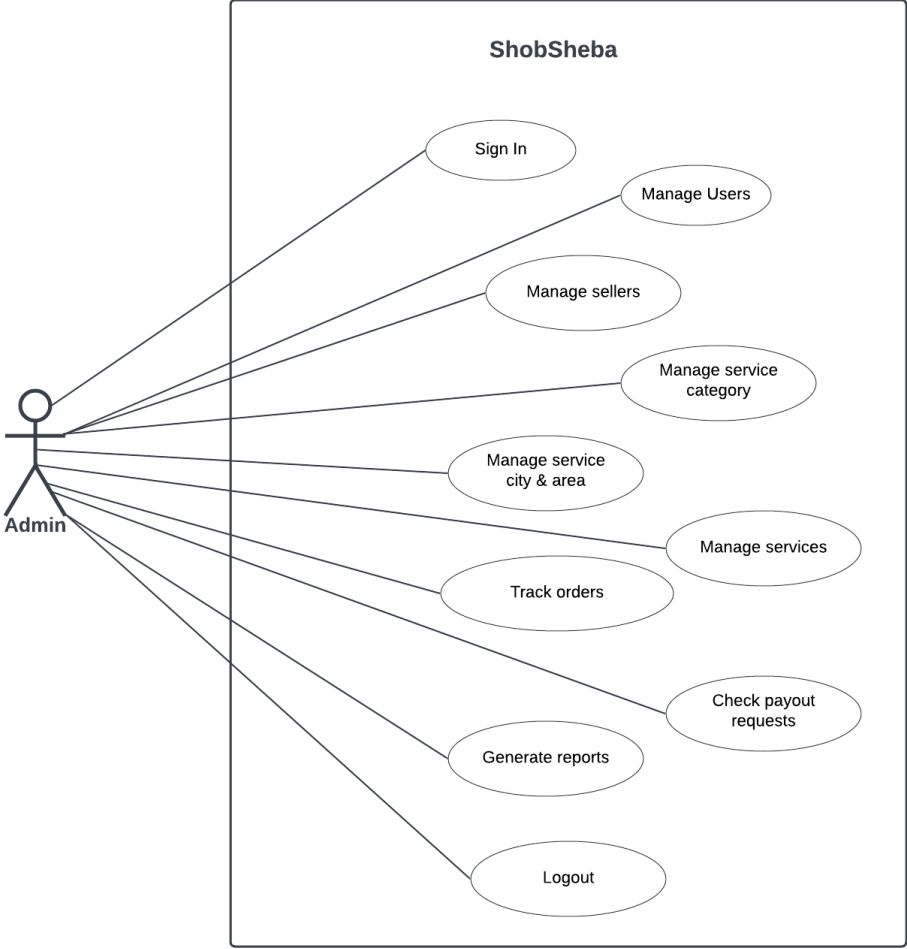 ShobSheba
Sign In
Manage Users
Manage sellers
Manage service
category
Manage service
city & area
Admin
Manage services
Track orders
Check payout
requests
Generate reports
Logout